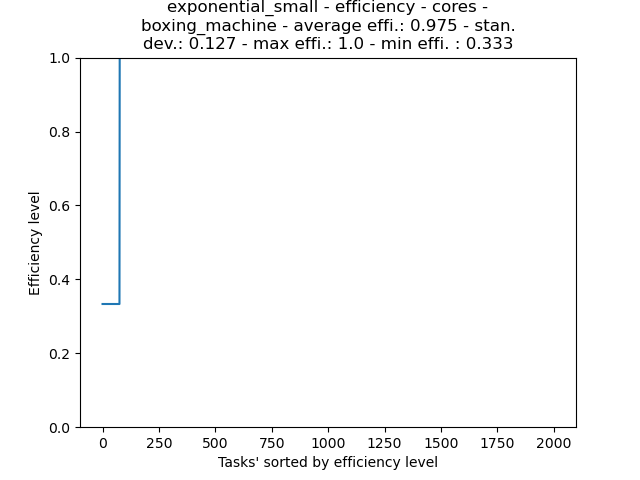 exponential_small - efficiency - cores -
boxing_machine - average effi.: 0.975 - stan.
dev.: 0.127 - max effi.: 1.0 - min effi. : 0.333
1.0
0.8
0.6
0.4
0.2
0.0
Efficiency level
0 250 500 750 1000 1250 1500 1750 2000
Tasks' sorted by efficiency level